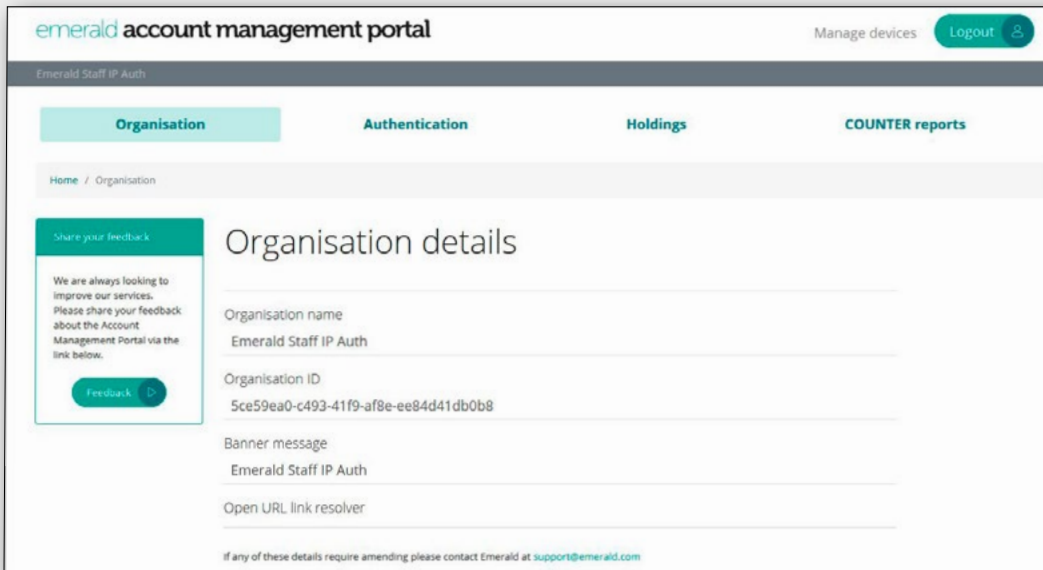 emerald account management portal
Manage devices
Logout
Emerald Staff IP Auth
Organisation
Authentication
Holdings
COUNTER reports
Home / Organisation
Share your feedback
We are always looking to
improve our services.
Please share your feedback
about the Account
Management Portal via the
link below.
Feedback
Organisation details
Organisation name
Emerald Staff IP Auth
Organisation ID
5ce59ea0-c493-41f9-af8e-ee84d41db0b8
Banner message
Emerald Staff IP Auth
Open URL link resolver
If any of these details require amending please contact Emerald at support@emerald.com